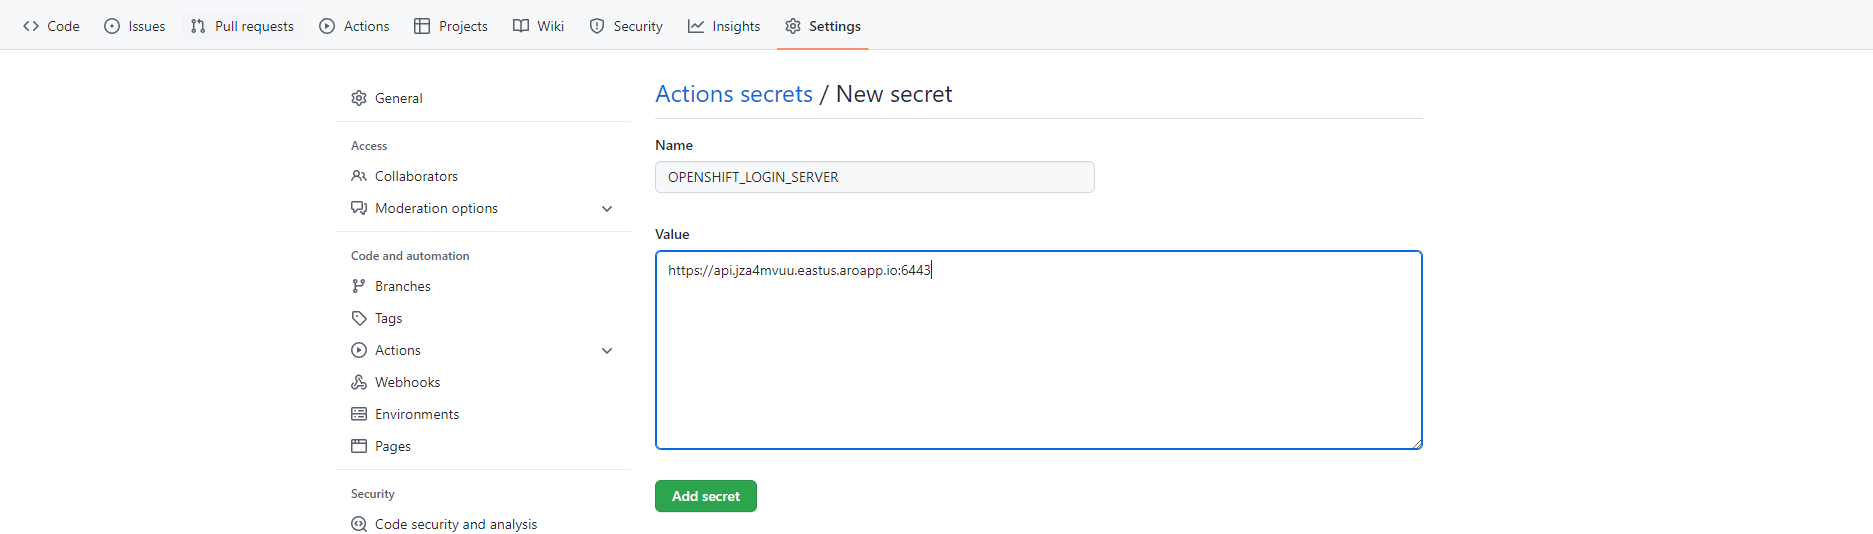 Code Issues Pull requests Actions Projects Wiki Security Insights Settings
General
Access
Collaborators
Moderation options
Code and automation
Branches
Tags
Actions
Webhooks
Environments
Pages
Security
Code security and analysis
Actions secrets / New secret
Name
OPENSHIFT_LOGIN_SERVER
Value
https://api.jza4mvuu.eastus.aroapp.io:6443
Add secret